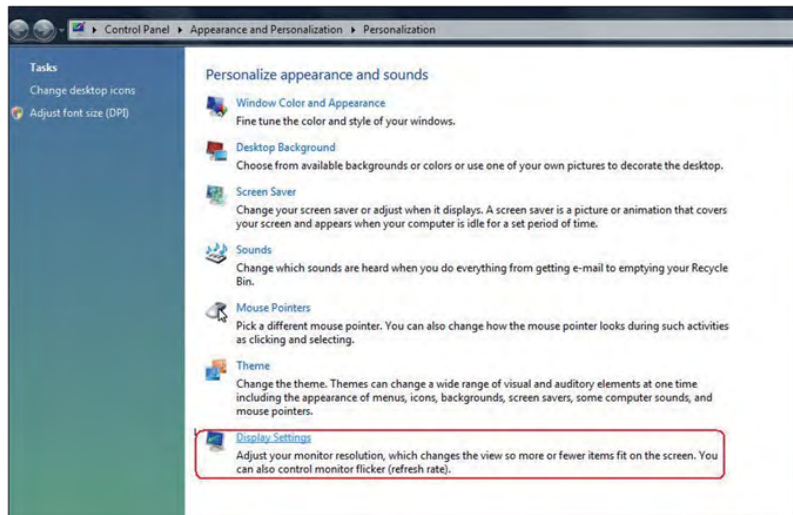 Control Panel ▸ Appearance and Personalization ▸ Personalization
Tasks
Change desktop icons
Adjust font size (DPI)
Personalize appearance and sounds
Window Color and Appearance
Fine tune the color and style of your windows.
Desktop Background
Choose from available backgrounds or colors or use one of your own pictures to decorate the desktop.
Screen Saver
Change your screen saver or adjust when it displays. A screen saver is a picture or animation that covers
your screen and appears when your computer is idle for a set period of time.
Sounds
Change which sounds are heard when you do everything from getting e-mail to emptying your Recycle
Bin.
Mouse Pointers
Pick a different mouse pointer. You can also change how the mouse pointer looks during such activities
as clicking and selecting.
Theme
Change the theme. Themes can change a wide range of visual and auditory elements at one time
including the appearance of menus, icons, backgrounds, screen savers, some computer sounds, and
mouse pointers.
Display Settings
Adjust your monitor resolution, which changes the view so more or fewer items fit on the screen. You
can also control monitor flicker (refresh rate).